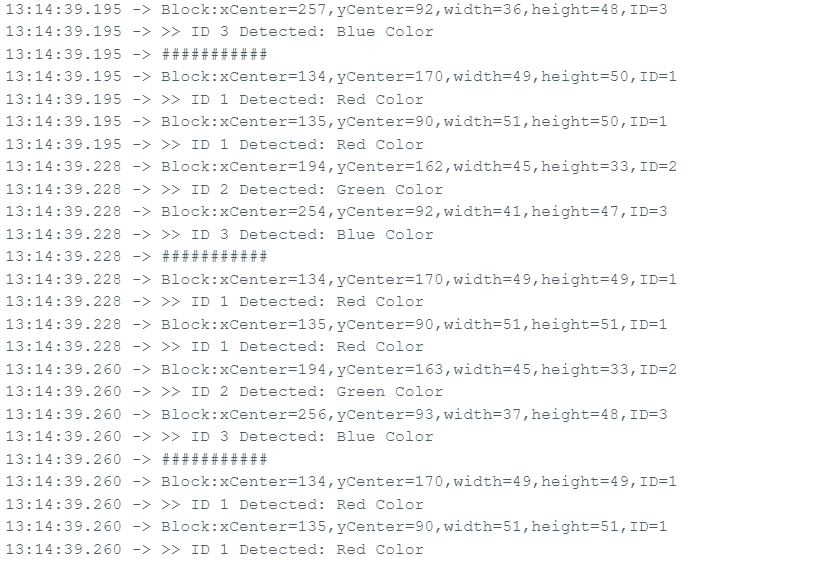 13:14:39.195 -> Block:xCenter=257,yCenter=92,width=36,height=48,ID=3
13:14:39.195 -> >> ID 3 Detected: Blue Color
13:14:39.195 -> ###########
13:14:39.195 -> Block:xCenter=134,yCenter=170,width=49,height=50,ID=1
13:14:39.195 -> >> ID 1 Detected: Red Color
13:14:39.195 -> Block:xCenter=135,yCenter=90,width=51,height=50,ID=1
13:14:39.195 -> >> ID 1 Detected: Red Color
13:14:39.228 -> Block:xCenter=194,yCenter=162,width=45,height=33,ID=2
13:14:39.228 -> >> ID 2 Detected: Green Color
13:14:39.228 -> Block:xCenter=254,yCenter=92,width=41,height=47,ID=3
13:14:39.228 -> >> ID 3 Detected: Blue Color
13:14:39.228 -> ###########
13:14:39.228 -> Block:xCenter=134,yCenter=170,width=49,height=49,ID=1
13:14:39.228 -> >> ID 1 Detected: Red Color
13:14:39.228 -> Block:xCenter=135,yCenter=90,width=51,height=51,ID=1
13:14:39.228 -> >> ID 1 Detected: Red Color
13:14:39.260 -> Block:xCenter=194,yCenter=163,width=45,height=33,ID=2
13:14:39.260 -> >> ID 2 Detected: Green Color
13:14:39.260 -> Block:xCenter=256,yCenter=93,width=37,height=48,ID=3
13:14:39.260 -> >> ID 3 Detected: Blue Color
13:14:39.260 -> ###########
13:14:39.260 -> Block:xCenter=134,yCenter=170,width=49,height=49,ID=1
13:14:39.260 -> >> ID 1 Detected: Red Color
13:14:39.260 -> Block:xCenter=135,yCenter=90,width=51,height=51,ID=1
13:14:39.260 -> >> ID 1 Detected: Red Color